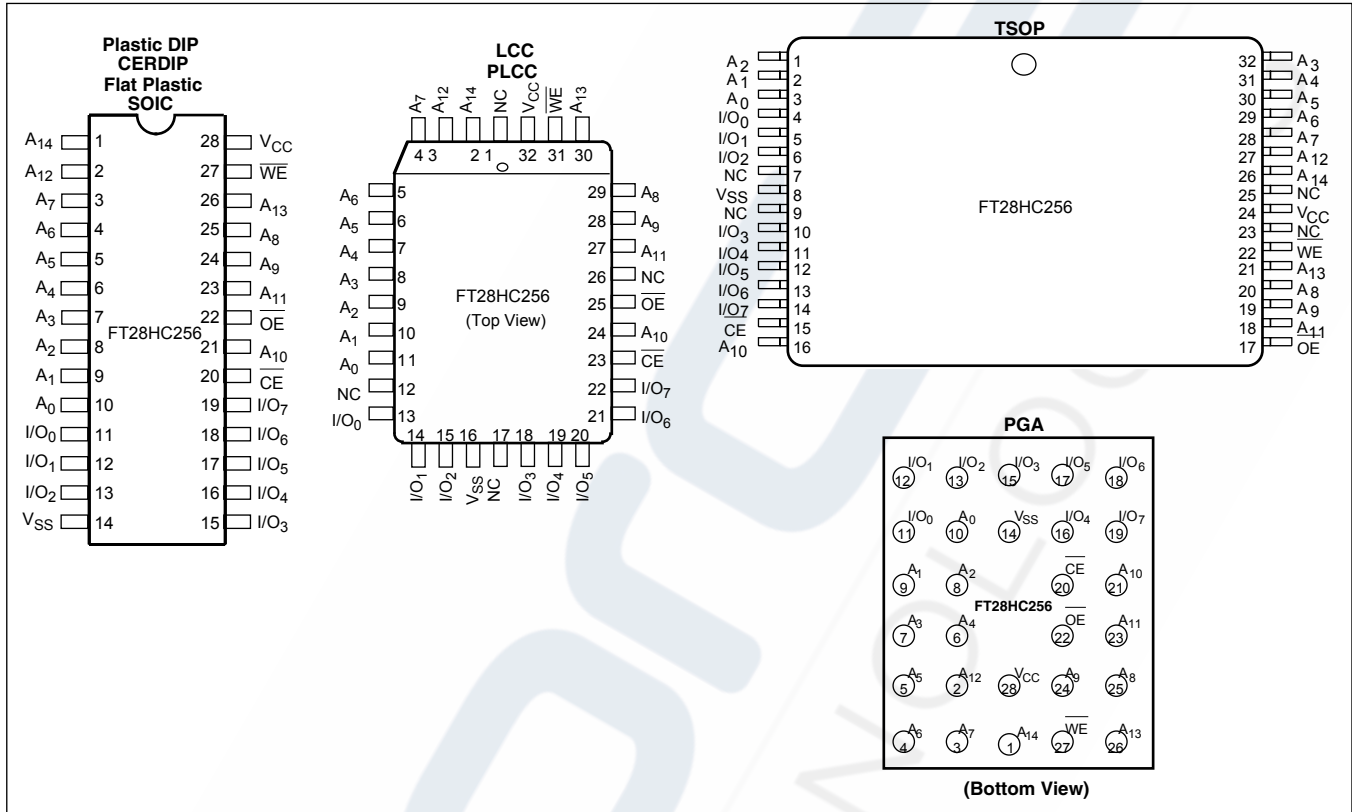 Plastic DIP
CERDIP
Flat Plastic
SOIC
A14 1 28 VCC
A12 2 27 W̅E̅
A7 3 26 A13
A6 4 25 A8
A5 5 24 A9
A4 6 23 A11
A3 7 22 O̅E̅
FT28HC256
A2 8 21 A10
A1 9 20 C̅E̅
A0 10 19 I/O7
I/O0 11 18 I/O6
I/O1 12 17 I/O5
I/O2 13 16 I/O4
VSS 14 15 I/O3
LCC
PLCC
A7 A12 A14 NC VCC W̅E̅ A13
4 3 2 1 32 31 30
A6 5 29 A8
A5 6 28 A9
A4 7 27 A11
A3 8 26 NC
FT28HC256
(Top View)
A2 9 25 O̅E̅
A1 10 24 A10
A0 11 23 C̅E̅
NC 12 22 I/O7
I/O0 13 21 I/O6
14 15 16 17 18 19 20
I/O1 I/O2 VSS NC I/O3 I/O4 I/O5
TSOP
A2 1 32 A3
A1 2 31 A4
A0 3 30 A5
I/O0 4 29 A6
I/O1 5 28 A7
I/O2 6 27 A12
NC 7 26 A14
VSS 8 25 NC
FT28HC256
NC 9 24 VCC
I/O3 10 23 NC
I/O4 11 22 W̅E̅
I/O5 12 21 A13
I/O6 13 20 A8
I/O7 14 19 A9
C̅E̅ 15 18 A11
A10 16 17 O̅E̅
PGA
I/O1 I/O2 I/O3 I/O5 I/O6
12 13 15 17 18
I/O0 A0 VSS I/O4 I/O7
11 10 14 16 19
A1 A2 C̅E̅ A10
9 8 20 21
FT28HC256
A3 A4 O̅E̅ A11
7 6 22 23
A5 A12 VCC A9 A8
5 2 28 24 25
A6 A7 A14 W̅E̅ A13
4 3 1 27 26
(Bottom View)